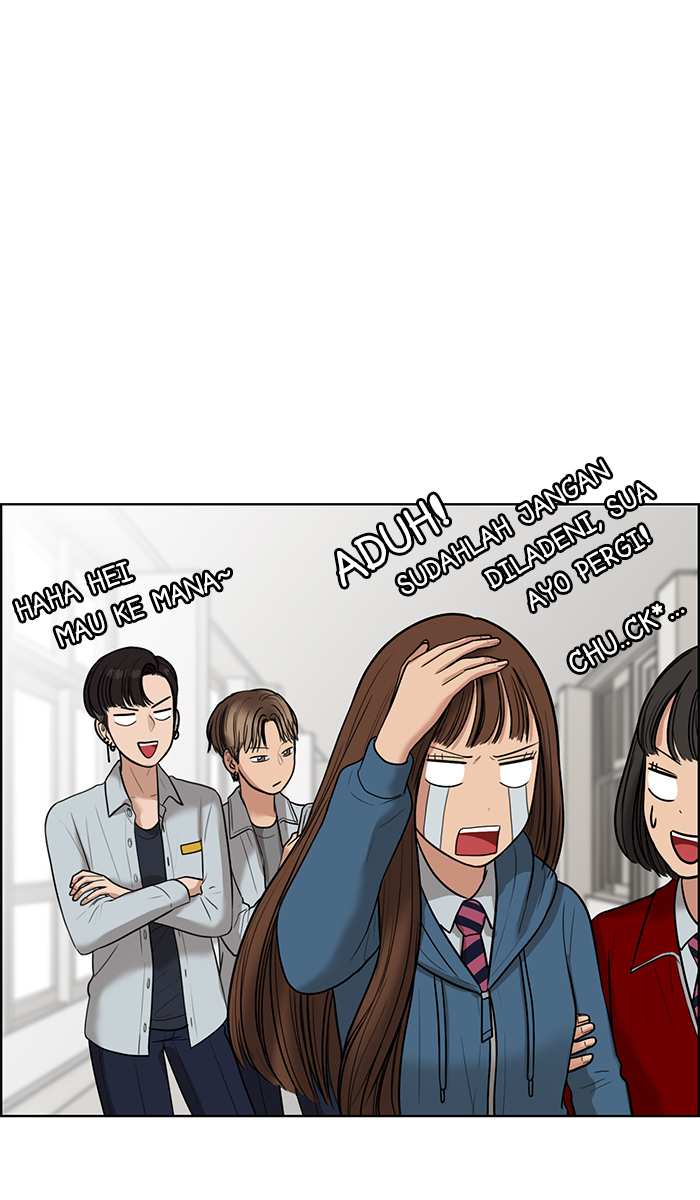 HAHA HEI
MAU KE MANA~
ADUH!
SUDAHLAH JANGAN
DILADENI, SUA
AYO PERGI!
CHU..CK*...